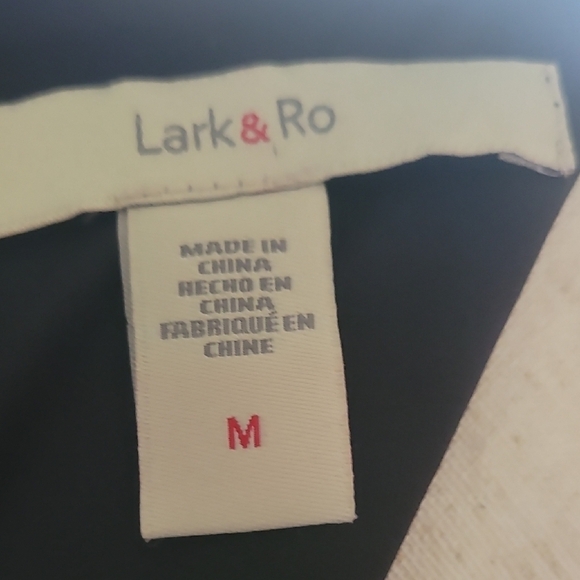 Lark&Ro
MADE IN
CHINA
HECHO EN
CHINA
FABRIQUÉ EN
CHINE
M